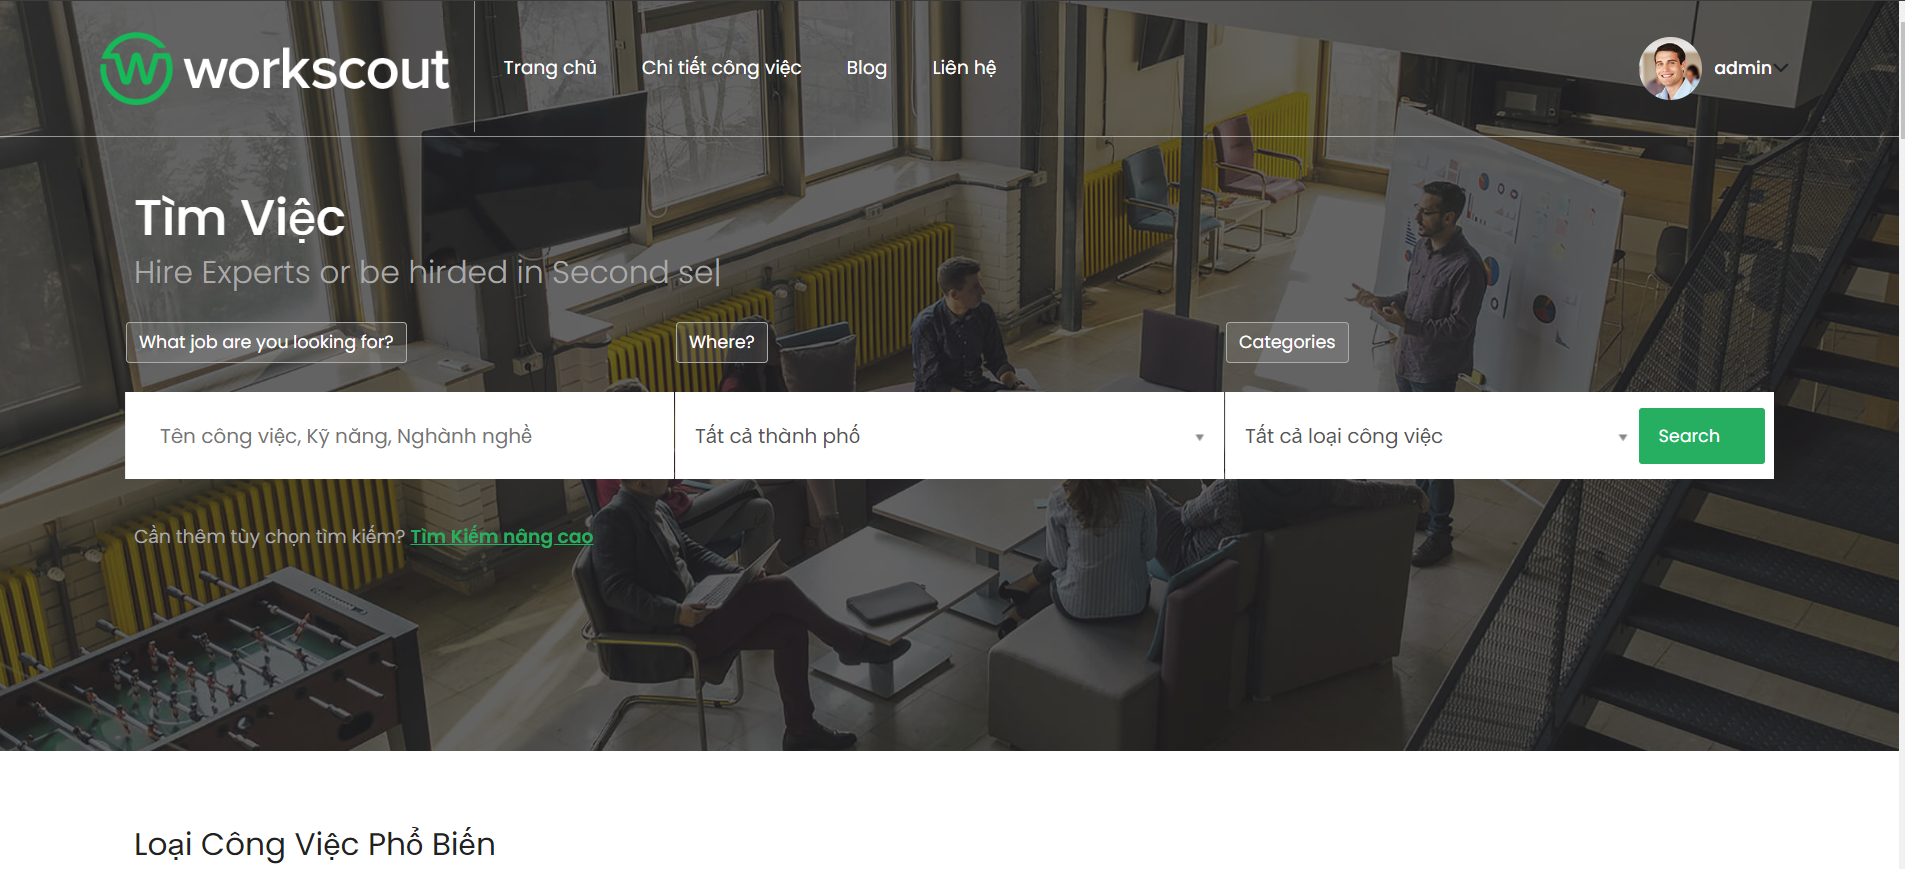 workscout
Trang chủ
Chi tiết công việc
Blog
Liên hệ
admin
Tìm Việc
Hire Experts or be hirded in Second se
What job are you looking for?
Where?
Categories
Tên công việc, Kỹ năng, Nghành nghề
Tất cả thành phố
Tất cả loại công việc
Search
Cần thêm tùy chọn tìm kiếm? Tìm Kiếm nâng cao
Loại Công Việc Phổ Biến